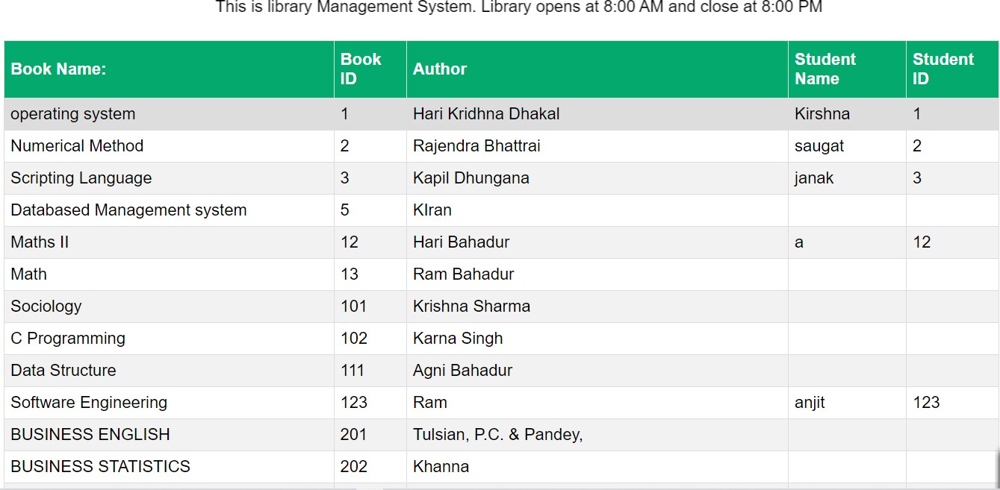 This is library Management System. Library opens at 8:00 AM and close at 8:00 PM
Book Name: Book ID Author Student Name Student ID
operating system 1 Hari Kridhna Dhakal Kirshna 1
Numerical Method 2 Rajendra Bhattrai saugat 2
Scripting Language 3 Kapil Dhungana janak 3
Databased Management system 5 KIran
Maths II 12 Hari Bahadur a 12
Math 13 Ram Bahadur
Sociology 101 Krishna Sharma
C Programming 102 Karna Singh
Data Structure 111 Agni Bahadur
Software Engineering 123 Ram anjit 123
BUSINESS ENGLISH 201 Tulsian, P.C. & Pandey,
BUSINESS STATISTICS 202 Khanna